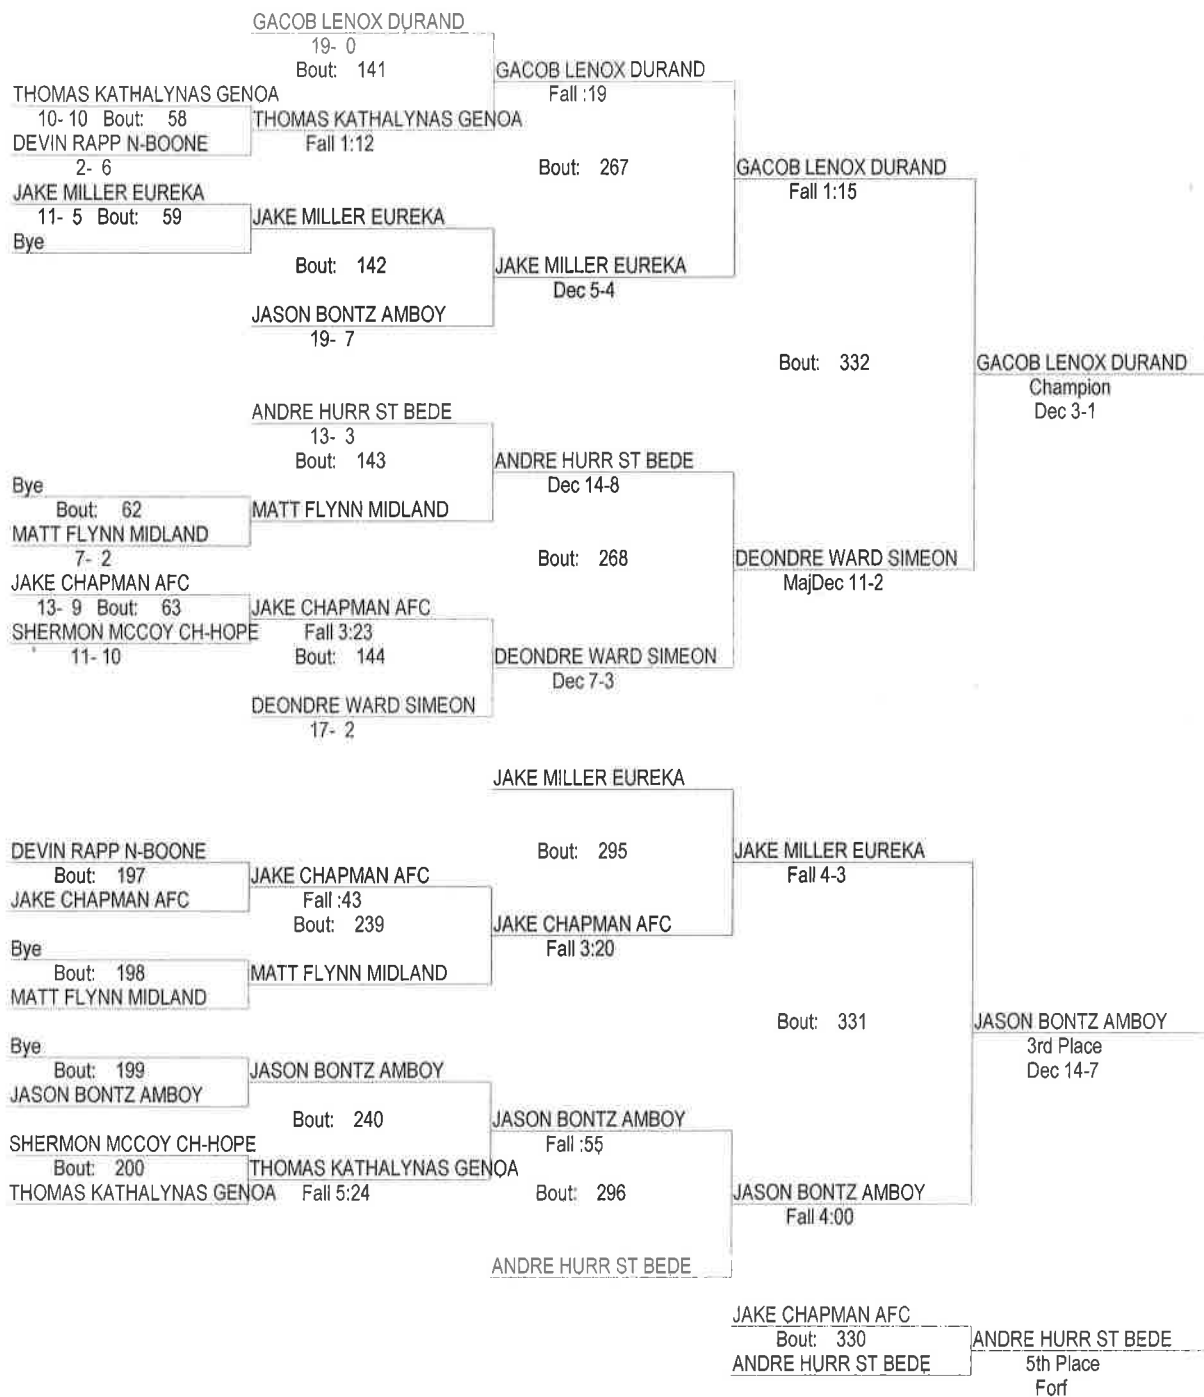 GACOB LENOX DURAND
19- 0
Bout: 141
GACOB LENOX DURAND
Fall :19
THOMAS KATHALYNAS GENOA
10- 10 Bout: 58
THOMAS KATHALYNAS GENOA
Fall 1:12
DEVIN RAPP N-BOONE
2- 6
Bout: 267
GACOB LENOX DURAND
Fall 1:15
JAKE MILLER EUREKA
11- 5 Bout: 59
JAKE MILLER EUREKA
Bye
Bout: 142
JAKE MILLER EUREKA
Dec 5-4
JASON BONTZ AMBOY
19- 7
Bout: 332
GACOB LENOX DURAND
Champion
Dec 3-1
ANDRE HURR ST BEDE
13- 3
Bout: 143
ANDRE HURR ST BEDE
Dec 14-8
Bye
Bout: 62
MATT FLYNN MIDLAND
MATT FLYNN MIDLAND
7- 2
Bout: 268
DEONDRE WARD SIMEON
MajDec 11-2
JAKE CHAPMAN AFC
13- 9 Bout: 63
JAKE CHAPMAN AFC
Fall 3:23
SHERMON MCCOY CH-HOPE
11- 10
Bout: 144
DEONDRE WARD SIMEON
Dec 7-3
DEONDRE WARD SIMEON
17- 2
JAKE MILLER EUREKA
Bout: 295
JAKE MILLER EUREKA
Fall 4-3
DEVIN RAPP N-BOONE
Bout: 197
JAKE CHAPMAN AFC
JAKE CHAPMAN AFC
Fall :43
Bout: 239
JAKE CHAPMAN AFC
Fall 3:20
Bye
Bout: 198
MATT FLYNN MIDLAND
MATT FLYNN MIDLAND
Bout: 331
JASON BONTZ AMBOY
3rd Place
Dec 14-7
Bye
Bout: 199
JASON BONTZ AMBOY
JASON BONTZ AMBOY
Bout: 240
JASON BONTZ AMBOY
Fall :55
SHERMON MCCOY CH-HOPE
Bout: 200
THOMAS KATHALYNAS GENOA
THOMAS KATHALYNAS GENOA
Fall 5:24
Bout: 296
JASON BONTZ AMBOY
Fall 4:00
ANDRE HURR ST BEDE
JAKE CHAPMAN AFC
Bout: 330
ANDRE HURR ST BEDE
ANDRE HURR ST BEDE
5th Place
Forf